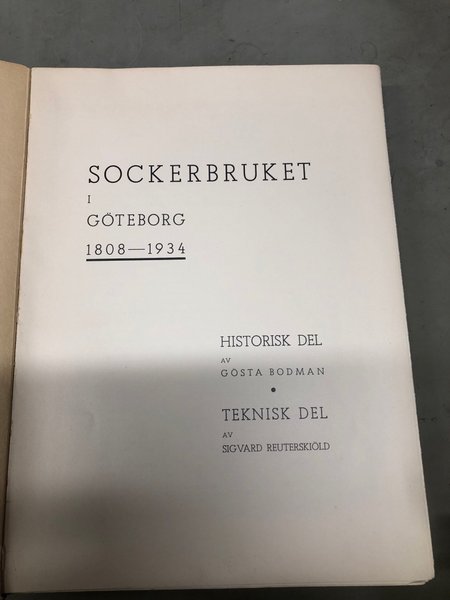 SOCKERBRUKET
I
GÖTEBORG
1808—1934
HISTORISK DEL
AV
GÖSTA BODMAN
TEKNISK DEL
AV
SIGVARD REUTERSKIÖLD